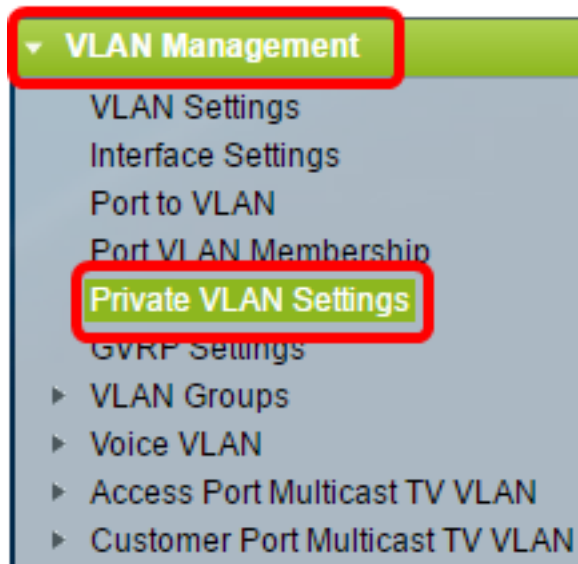 VLAN Management
VLAN Settings
Interface Settings
Port to VLAN
Port VLAN Membership
Private VLAN Settings
GVRP Settings
VLAN Groups
Voice VLAN
Access Port Multicast TV VLAN
Customer Port Multicast TV VLAN